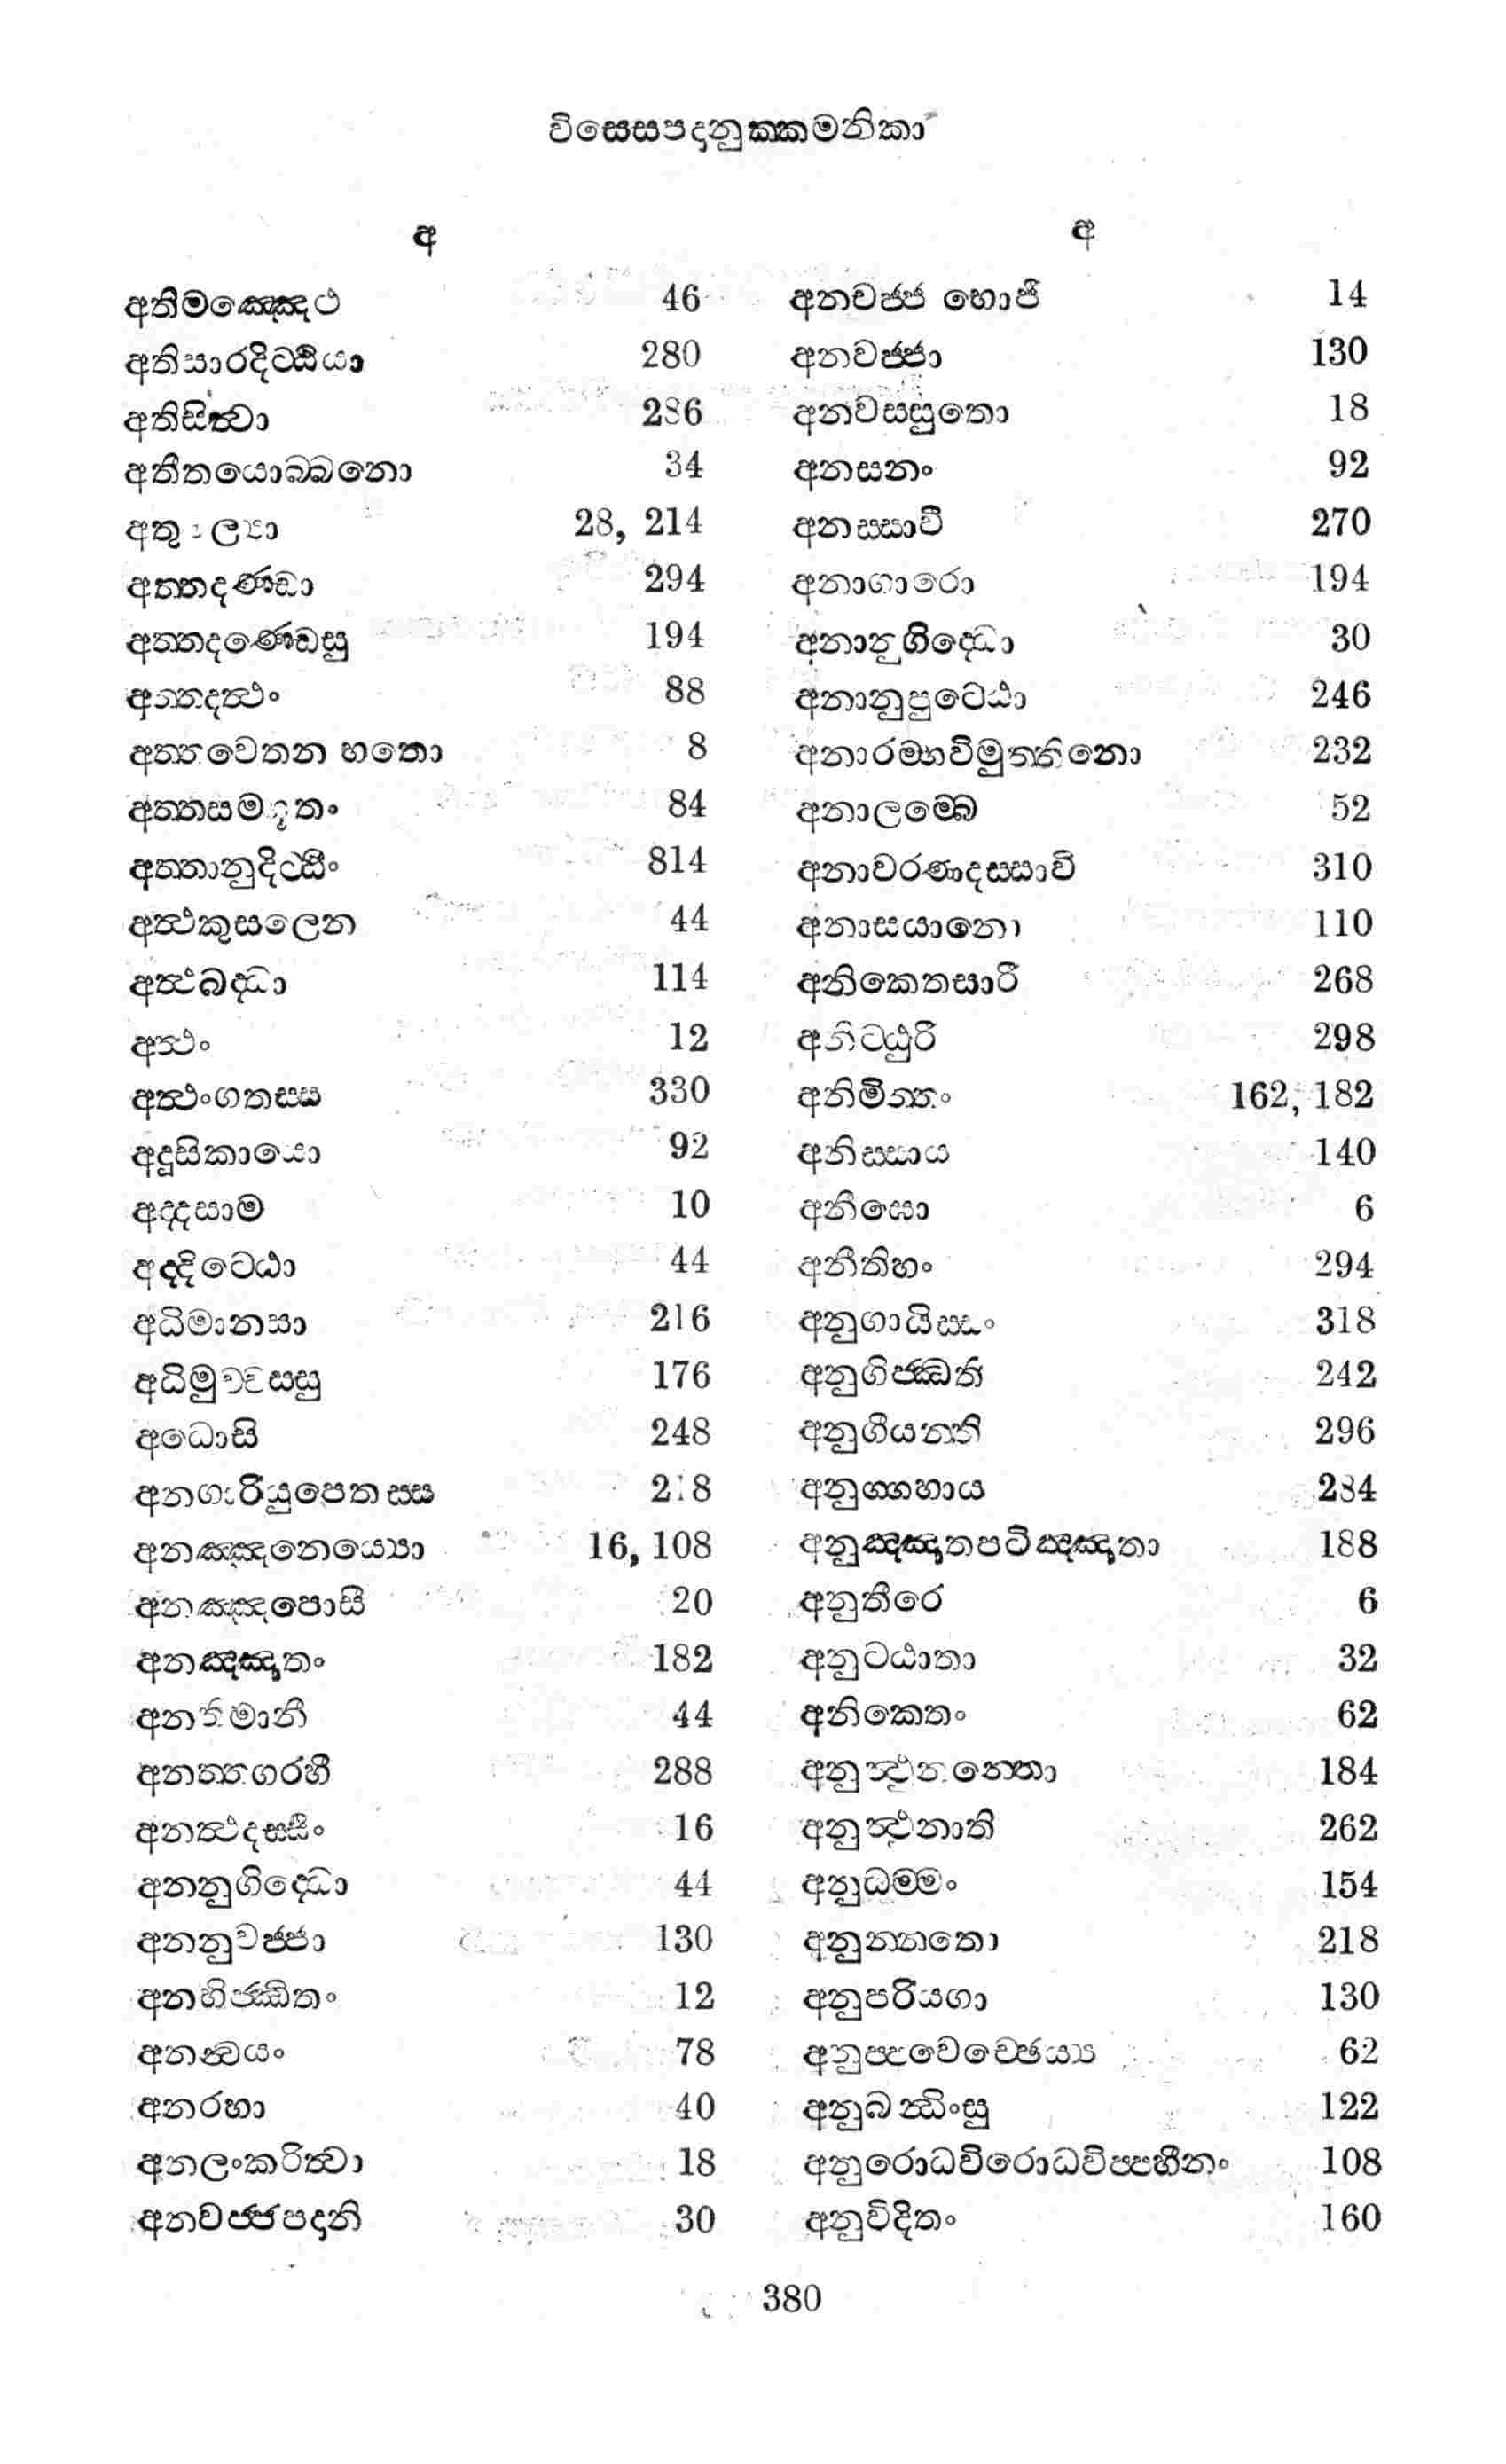 විසෙසපදානුක්කමනිකා
අ
අතිමඤ්ඤෙථ 46
අතිසාරදිට්ඨියා 280
අතිසිත්වා 286
අතීතයොබ්බනො 34
අතුල්‍යා 28, 214
අත්තදණ්ඩා 294
අත්තදණ්ඩෙසු 194
අත්තදත්ථං 88
අත්තවෙතන භතො 8
අත්තසම්භූතං 84
අත්තානුදිට්ඨිං 814
අත්ථකුසලෙන 44
අත්ථබද්ධා 114
අත්ථං 12
අත්ථංගතස්ස 330
අදූසිකායො 92
අද්දසාම 10
අද්දිට්ඨා 44
අධිමානසා 216
අධිමුච්චස්සු 176
අධොසි 248
අනගාරියුපෙතස්ස 218
අනඤ්ඤනෙය්‍යො 16, 108
අනඤ්ඤපොසී 20
අනඤ්ඤාතං 182
අනතිමානී 44
අනත්තගරහී 288
අනත්ථදස්සිං 16
අනනුගිද්ධො 44
අනනුවජ්ජා 130
අනභිජ්ඣිතං 12
අනන්වයං 78
අනරහා 40
අනලංකරිත්වා 18
අනවජ්ජපදානි 30
අ
අනවජ්ජ භොජී 14
අනවජ්ජා 130
අනවස්සුතො 18
අනසනං 92
අනස්සාවී 270
අනාගාරො 194
අනානුගිද්ධො 30
අනානුපුට්ඨො 246
අනාරම්භවිමුත්තිනො 232
අනාලම්බෙ 52
අනාවරණදස්සාවී 310
අනාසයානො 110
අනිකෙතසාරී 268
අනිට්ඨුරී 298
අනිමිත්තං 162, 182
අනිස්සාය 140
අනීඝො 6
අනීතිහං 294
අනුගායිස්සං 318
අනුගිජ්ඣති 242
අනුගීයන්ති 296
අනුග්ගහාය 284
අනුඤ්ඤාතපටිඤ්ඤාතා 188
අනුතීරෙ 6
අනුට්ඨාතා 32
අනිකෙතං 62
අනුත්ථුනන්තො 184
අනුත්ථුනාති 262
අනුධම්මං 154
අනුන්නතො 218
අනුපරියගා 130
අනුප්පවෙච්ඡෙය්‍ය 62
අනුබන්ධිංසු 122
අනුරොධවිරොධවිප්පහීනං 108
අනුවිදිතං 160
380